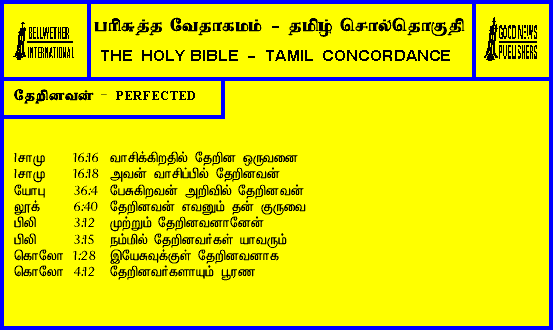 BELLWETHER
INTERNATIONAL
பரிசுத்த வேதாகமம் - தமிழ் சொல்தொகுதி
THE HOLY BIBLE - TAMIL CONCORDANCE
GOOD NEWS
PUBLISHERS
தேறினவன் - PERFECTED
1சாமு 16:16 வாசிக்கிறதில் தேறின ஒருவனை
1சாமு 16:18 அவன் வாசிப்பில் தேறினவன்
யோபு 36:4 பேசுகிறவன் அறிவில் தேறினவன்
லூக் 6:40 தேறினவன் எவனும் தன் குருவை
பிலி 3:12 முற்றும் தேறினவனானேன்
பிலி 3:15 நம்மில் தேறினவர்கள் யாவரும்
கொலோ 1:28 இயேசுவுக்குள் தேறினவனாக
கொலோ 4:12 தேறினவர்களாயும் பூரண